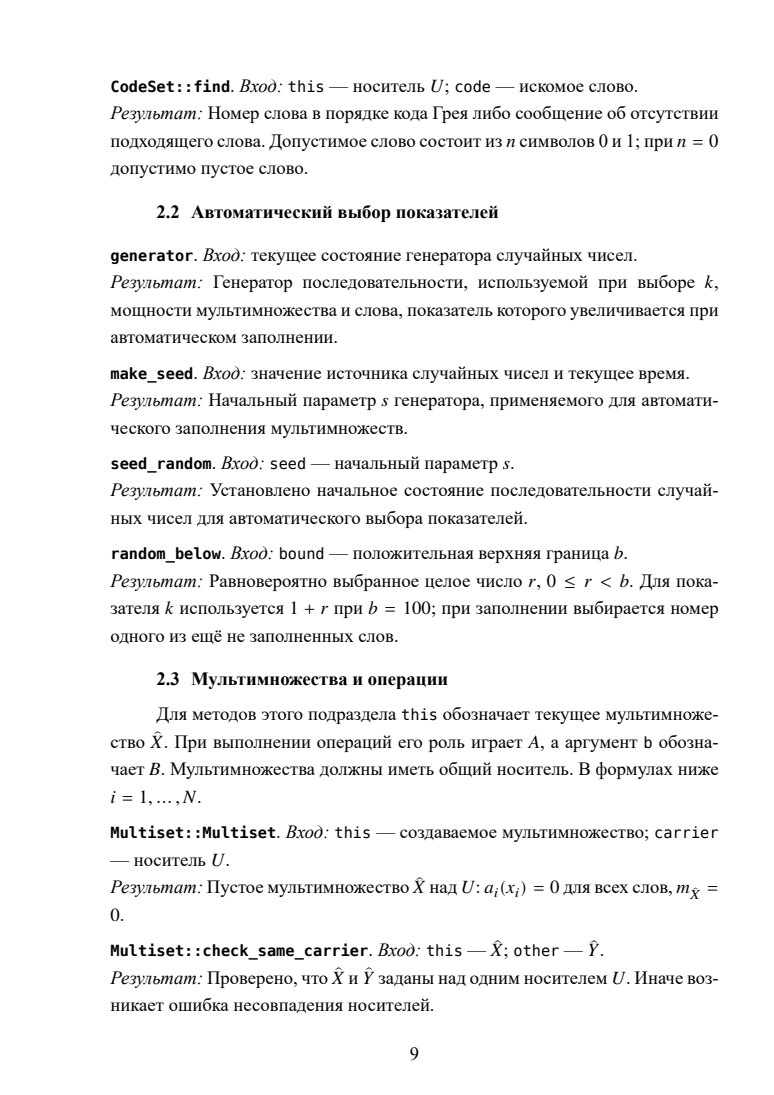 CodeSet::find. Вход: this — носитель U; code — искомое слово.
Результат: Номер слова в порядке кода Грея либо сообщение об отсутствии
подходящего слова. Допустимое слово состоит из n символов 0 и 1; при n = 0
допустимо пустое слово.
2.2 Автоматический выбор показателей
generator. Вход: текущее состояние генератора случайных чисел.
Результат: Генератор последовательности, используемой при выборе k,
мощности мультимножества и слова, показатель которого увеличивается при
автоматическом заполнении.
make_seed. Вход: значение источника случайных чисел и текущее время.
Результат: Начальный параметр s генератора, применяемого для автомати-
ческого заполнения мультимножеств.
seed_random. Вход: seed — начальный параметр s.
Результат: Установлено начальное состояние последовательности случай-
ных чисел для автоматического выбора показателей.
random_below. Вход: bound — положительная верхняя граница b.
Результат: Равновероятно выбранное целое число r, 0 ≤ r < b. Для пока-
зателя k используется 1 + r при b = 100; при заполнении выбирается номер
одного из ещё не заполненных слов.
2.3 Мультимножества и операции
Для методов этого подраздела this обозначает текущее мультимноже-
ство X̂. При выполнении операций его роль играет A, а аргумент b обозна-
чает B. Мультимножества должны иметь общий носитель. В формулах ниже
i = 1, … , N.
Multiset::Multiset. Вход: this — создаваемое мультимножество; carrier
— носитель U.
Результат: Пустое мультимножество X̂ над U: aᵢ(xᵢ) = 0 для всех слов, m_X̂ =
0.
Multiset::check_same_carrier. Вход: this — X̂; other — Ŷ.
Результат: Проверено, что X̂ и Ŷ заданы над одним носителем U. Иначе воз-
никает ошибка несовпадения носителей.
9